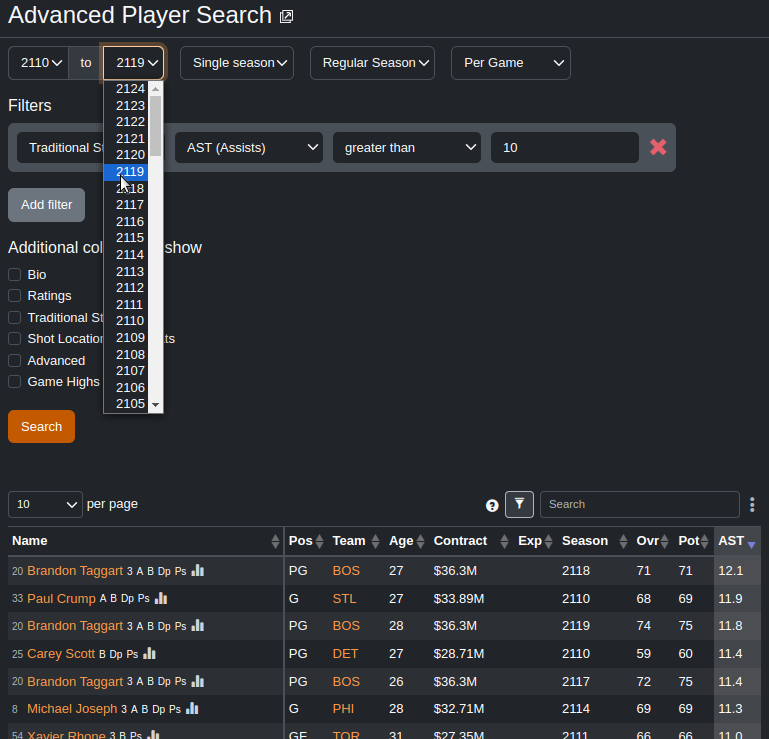 Advanced Player Search
2110 to 2119 Single season Regular Season Per Game
2124
2123
2122
2121
2120
2119
2118
2117
2116
2115
2114
2113
2112
2111
2110
2109
2108
2107
2106
2105
Filters
Traditional St AST (Assists) greater than 10
Add filter
Additional col show
Bio
Ratings
Traditional St
Shot Location ts
Advanced
Game Highs
Search
10 per page ? Search
Name Pos Team Age Contract Exp Season Ovr Pot AST
20 Brandon Taggart 3 A B Dp Ps PG BOS 27 $36.3M 2118 71 71 12.1
33 Paul Crump A B Dp Ps G STL 27 $33.89M 2110 68 69 11.9
20 Brandon Taggart 3 A B Dp Ps PG BOS 28 $36.3M 2119 74 75 11.8
25 Carey Scott B Dp Ps PG DET 27 $28.71M 2110 59 60 11.4
20 Brandon Taggart 3 A B Dp Ps PG BOS 26 $36.3M 2117 72 75 11.4
8 Michael Joseph 3 A B Dp Ps G PHI 28 $32.71M 2114 69 69 11.3
54 Xavier Rhone 3 B Ps GF TOR 31 $27.35M 2111 66 66 11.0